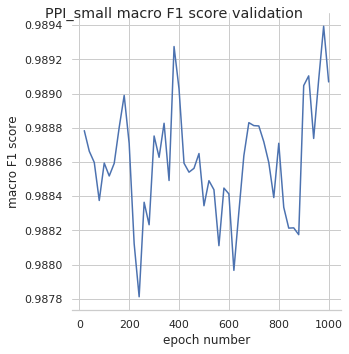 PPI_small macro F1 score validation
macro F1 score
0.9894
0.9892
0.9890
0.9888
0.9886
0.9884
0.9882
0.9880
0.9878
0 200 400 600 800 1000
epoch number